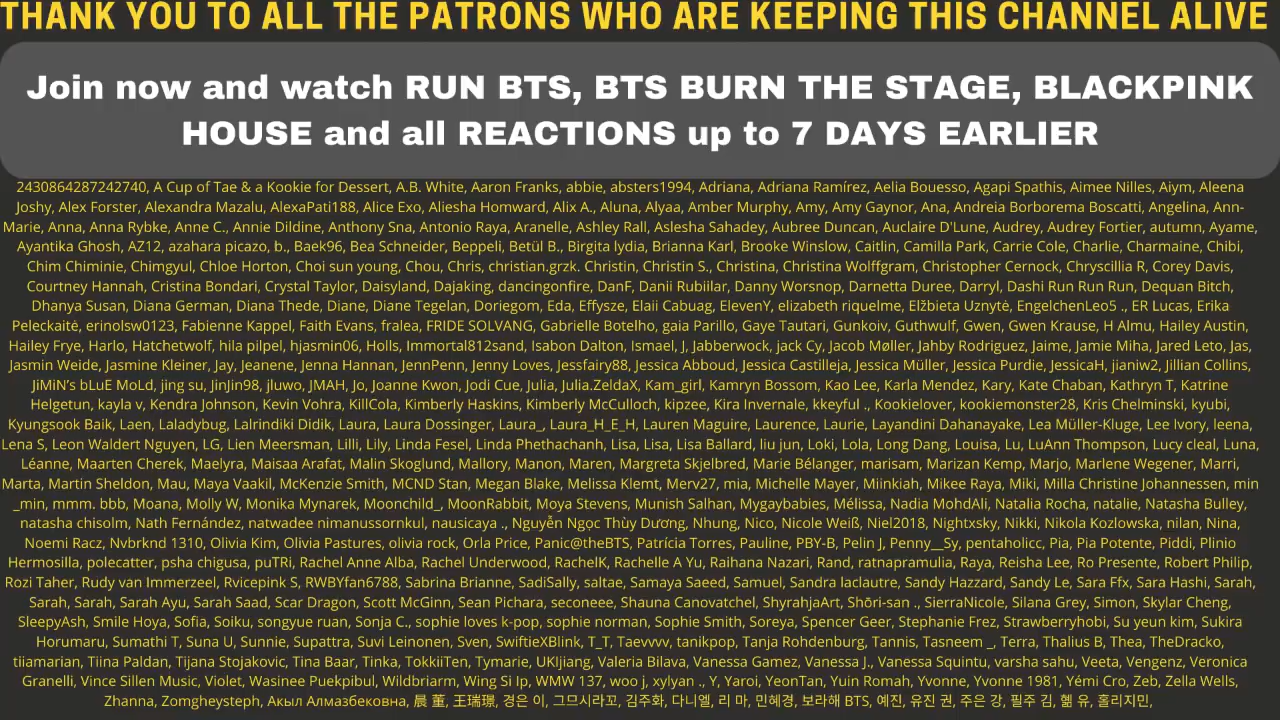 THANK YOU TO ALL THE PATRONS WHO ARE KEEPING THIS CHANNEL ALIVE
Join now and watch RUN BTS, BTS BURN THE STAGE, BLACKPINK
HOUSE and all REACTIONS up to 7 DAYS EARLIER
2430864287242740, A Cup of Tae & a Kookie for Dessert, A.B. White, Aaron Franks, abbie, absters1994, Adriana, Adriana Ramírez, Aelia Bouesso, Agapi Spathis, Aimee Nilles, Aiym, Aleena
Joshy, Alex Forster, Alexandra Mazalu, AlexaPati188, Alice Exo, Aliesha Homward, Alix A., Aluna, Alyaa, Amber Murphy, Amy, Amy Gaynor, Ana, Andreia Borborema Boscatti, Angelina, Ann-
Marie, Anna, Anna Rybke, Anne C., Annie Dildine, Anthony Sna, Antonio Raya, Aranelle, Ashley Rall, Aslesha Sahadey, Aubree Duncan, Auclaire D'Lune, Audrey, Audrey Fortier, autumn, Ayame,
Ayantika Ghosh, AZ12, azahara picazo, b., Baek96, Bea Schneider, Beppeli, Betül B., Birgita lydia, Brianna Karl, Brooke Winslow, Caitlin, Camilla Park, Carrie Cole, Charlie, Charmaine, Chibi,
Chim Chiminie, Chimgyul, Chloe Horton, Choi sun young, Chou, Chris, christian.grzk. Christin, Christin S., Christina, Christina Wolffgram, Christopher Cernock, Chryscillia R, Corey Davis,
Courtney Hannah, Cristina Bondari, Crystal Taylor, Daisyland, Dajaking, dancingonfire, DanF, Danii Rubiilar, Danny Worsnop, Darnetta Duree, Darryl, Dashi Run Run Run, Dequan Bitch,
Dhanya Susan, Diana German, Diana Thede, Diane, Diane Tegelan, Doriegom, Eda, Effysze, Elaii Cabuag, ElevenY, elizabeth riquelme, Elžbieta Uznytė, EngelchenLeo5 ., ER Lucas, Erika
Peleckaitė, erinolsw0123, Fabienne Kappel, Faith Evans, fralea, FRIDE SOLVANG, Gabrielle Botelho, gaia Parillo, Gaye Tautari, Gunkoiv, Guthwulf, Gwen, Gwen Krause, H Almu, Hailey Austin,
Hailey Frye, Harlo, Hatchetwolf, hila pilpel, hjasmin06, Holls, Immortal812sand, Isabon Dalton, Ismael, J, Jabberwock, jack Cy, Jacob Møller, Jahby Rodriguez, Jaime, Jamie Miha, Jared Leto, Jas,
Jasmin Weide, Jasmine Kleiner, Jay, Jeanene, Jenna Hannan, JennPenn, Jenny Loves, Jessfairy88, Jessica Abboud, Jessica Castilleja, Jessica Müller, Jessica Purdie, JessicaH, jianiw2, Jillian Collins,
JiMiN’s bLuE MoLd, jing su, JinJin98, jluwo, JMAH, Jo, Joanne Kwon, Jodi Cue, Julia, Julia.ZeldaX, Kam_girl, Kamryn Bossom, Kao Lee, Karla Mendez, Kary, Kate Chaban, Kathryn T, Katrine
Helgetun, kayla v, Kendra Johnson, Kevin Vohra, KillCola, Kimberly Haskins, Kimberly McCulloch, kipzee, Kira Invernale, kkeyful ., Kookielover, kookiemonster28, Kris Chelminski, kyubi,
Kyungsook Baik, Laen, Laladybug, Lalrindiki Didik, Laura, Laura Dossinger, Laura_, Laura_H_E_H, Lauren Maguire, Laurence, Laurie, Layandini Dahanayake, Lea Müller-Kluge, Lee Ivory, leena,
Lena S, Leon Waldert Nguyen, LG, Lien Meersman, Lilli, Lily, Linda Fesel, Linda Phethachanh, Lisa, Lisa, Lisa Ballard, liu jun, Loki, Lola, Long Dang, Louisa, Lu, LuAnn Thompson, Lucy cleal, Luna,
Léanne, Maarten Cherek, Maelyra, Maisaa Arafat, Malin Skoglund, Mallory, Manon, Maren, Margreta Skjelbred, Marie Bélanger, marisam, Marizan Kemp, Marjo, Marlene Wegener, Marri,
Marta, Martin Sheldon, Mau, Maya Vaakil, McKenzie Smith, MCND Stan, Megan Blake, Melissa Klemt, Merv27, mia, Michelle Mayer, Miinkiah, Mikee Raya, Miki, Milla Christine Johannessen, min
_min, mmm. bbb, Moana, Molly W, Monika Mynarek, Moonchild_, MoonRabbit, Moya Stevens, Munish Salhan, Mygaybabies, Mélissa, Nadia MohdAli, Natalia Rocha, natalie, Natasha Bulley,
natasha chisolm, Nath Fernández, natwadee nimanussornkul, nausicaya ., Nguyễn Ngọc Thùy Dương, Nhung, Nico, Nicole Weiß, Niel2018, Nightxsky, Nikki, Nikola Kozlowska, nilan, Nina,
Noemi Racz, Nvbrknd 1310, Olivia Kim, Olivia Pastures, olivia rock, Orla Price, Panic@theBTS, Patrícia Torres, Pauline, PBY-B, Pelin J, Penny__Sy, pentaholicc, Pia, Pia Potente, Piddi, Plinio
Hermosilla, polecatter, psha chigusa, puTRi, Rachel Anne Alba, Rachel Underwood, RachelK, Rachelle A Yu, Raihana Nazari, Rand, ratnapramulia, Raya, Reisha Lee, Ro Presente, Robert Philip,
Rozi Taher, Rudy van Immerzeel, Rvicepink S, RWBYfan6788, Sabrina Brianne, SadiSally, saltae, Samaya Saeed, Samuel, Sandra laclautre, Sandy Hazzard, Sandy Le, Sara Ffx, Sara Hashi, Sarah,
Sarah, Sarah, Sarah Ayu, Sarah Saad, Scar Dragon, Scott McGinn, Sean Pichara, seconeee, Shauna Canovatchel, ShyrahjaArt, Shōri-san ., SierraNicole, Silana Grey, Simon, Skylar Cheng,
SleepyAsh, Smile Hoya, Sofia, Soiku, songyue ruan, Sonja C., sophie loves k-pop, sophie norman, Sophie Smith, Soreya, Spencer Geer, Stephanie Frez, Strawberryhobi, Su yeun kim, Sukira
Horumaru, Sumathi T, Suna U, Sunnie, Supattra, Suvi Leinonen, Sven, SwiftieXBlink, T_T, Taevvvv, tanikpop, Tanja Rohdenburg, Tannis, Tasneem _, Terra, Thalius B, Thea, TheDracko,
tiiamarian, Tiina Paldan, Tijana Stojakovic, Tina Baar, Tinka, TokkiiTen, Tymarie, UKIjiang, Valeria Bilava, Vanessa Gamez, Vanessa J., Vanessa Squintu, varsha sahu, Veeta, Vengenz, Veronica
Granelli, Vince Sillen Music, Violet, Wasinee Puekpibul, Wildbriarm, Wing Si Ip, WMW 137, woo j, xylyan ., Y, Yaroi, YeonTan, Yuin Romah, Yvonne, Yvonne 1981, Yémi Cro, Zeb, Zella Wells,
Zhanna, Zomgheysteph, Акыл Алмазбековна, 晨 董, 王瑞璟, 경은 이, 그므시라꼬, 김주화, 다니엘, 리 마, 민혜경, 보라해 BTS, 예진, 유진 권, 주은 강, 필주 김, 혬 유, 홀리지민,